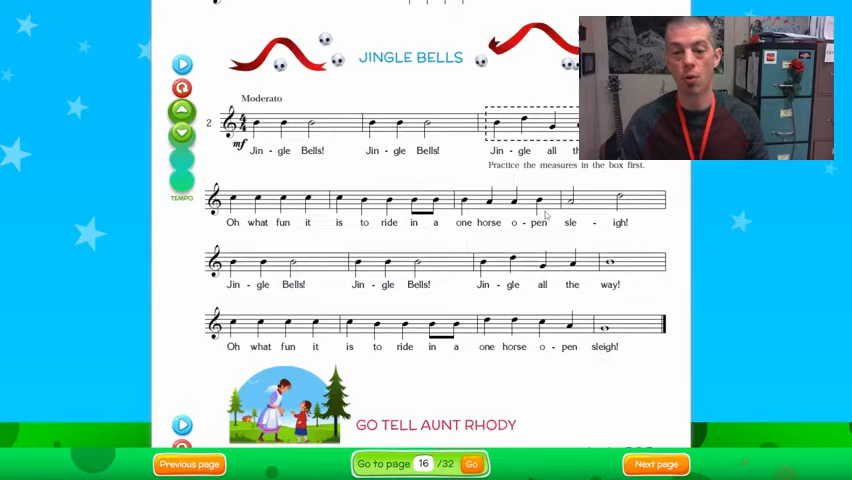 JINGLE BELLS
Moderato
2
4
4
mf
Jin - gle Bells! Jin - gle Bells! Jin - gle all
Practice the measures in the box first.
TEMPO
Oh what fun it is to ride in a one horse o - pen sle - igh!
Jin - gle Bells! Jin - gle Bells! Jin - gle all the way!
Oh what fun it is to ride in a one horse o - pen sleigh!
GO TELL AUNT RHODY
Previous page
Go to page 16 /32 Go
Next page